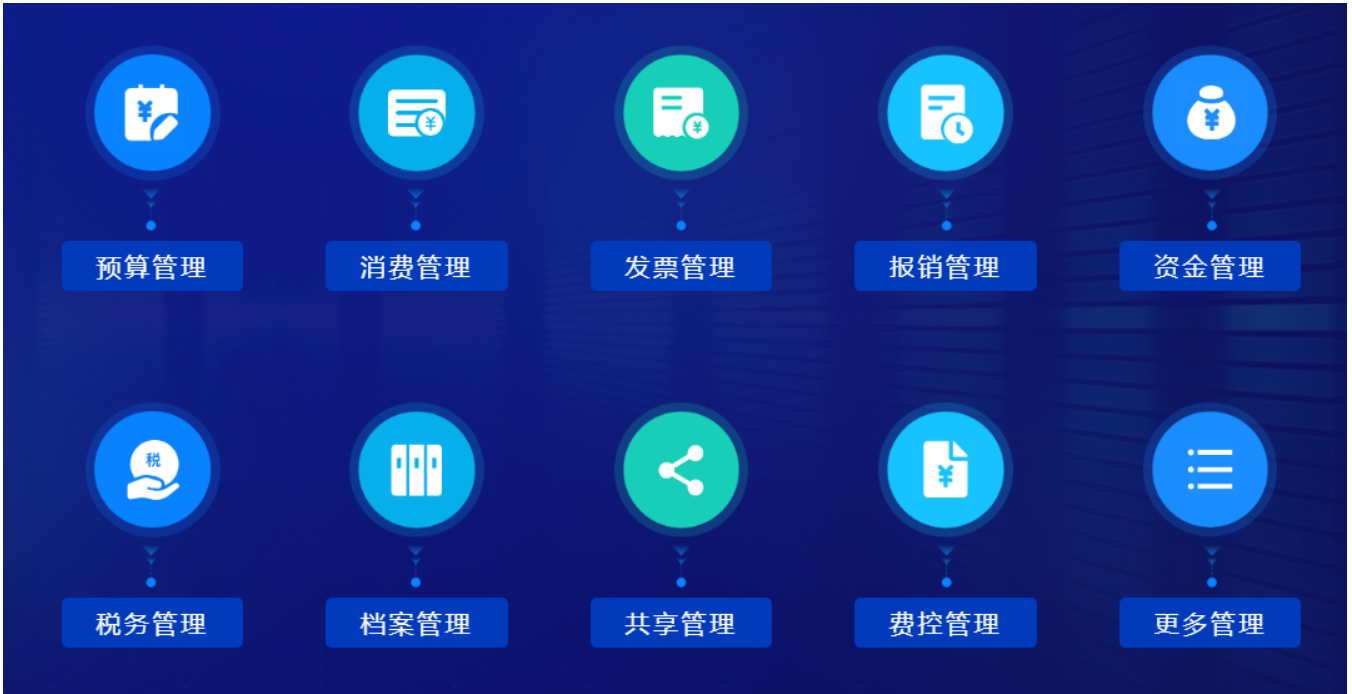 ¥
¥
¥
¥
预算管理
消费管理
发票管理
报销管理
资金管理
税
¥
税务管理
档案管理
共享管理
费控管理
更多管理